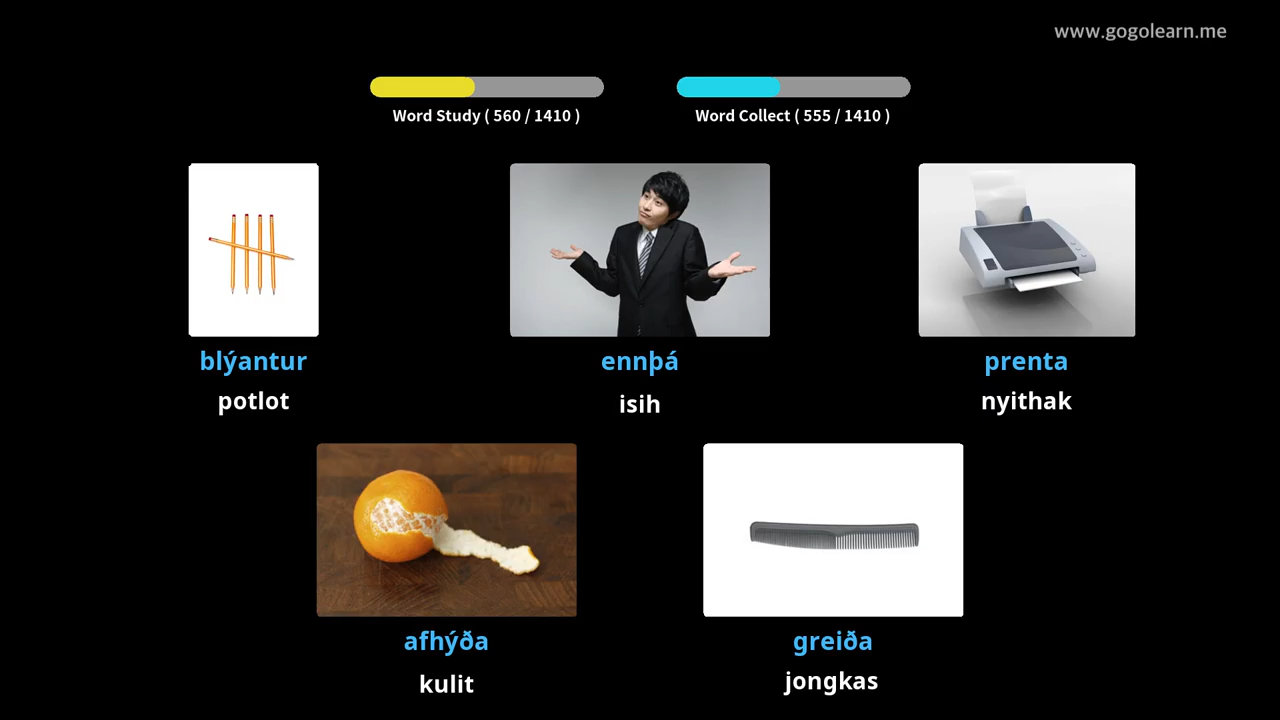 www.gogolearn.me
Word Study ( 560 / 1410 )
Word Collect ( 555 / 1410 )
blýantur
potlot
ennþá
isih
prenta
nyithak
afhýða
kulit
greiða
jongkas